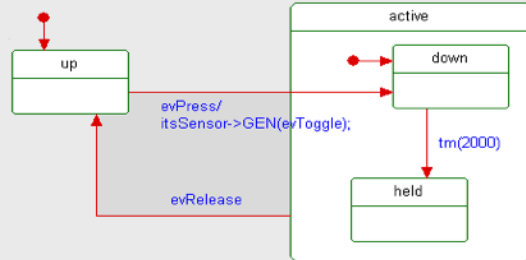 active
up
down
evPress/
itsSensor->GEN(evToggle);
tm(2000)
held
evRelease